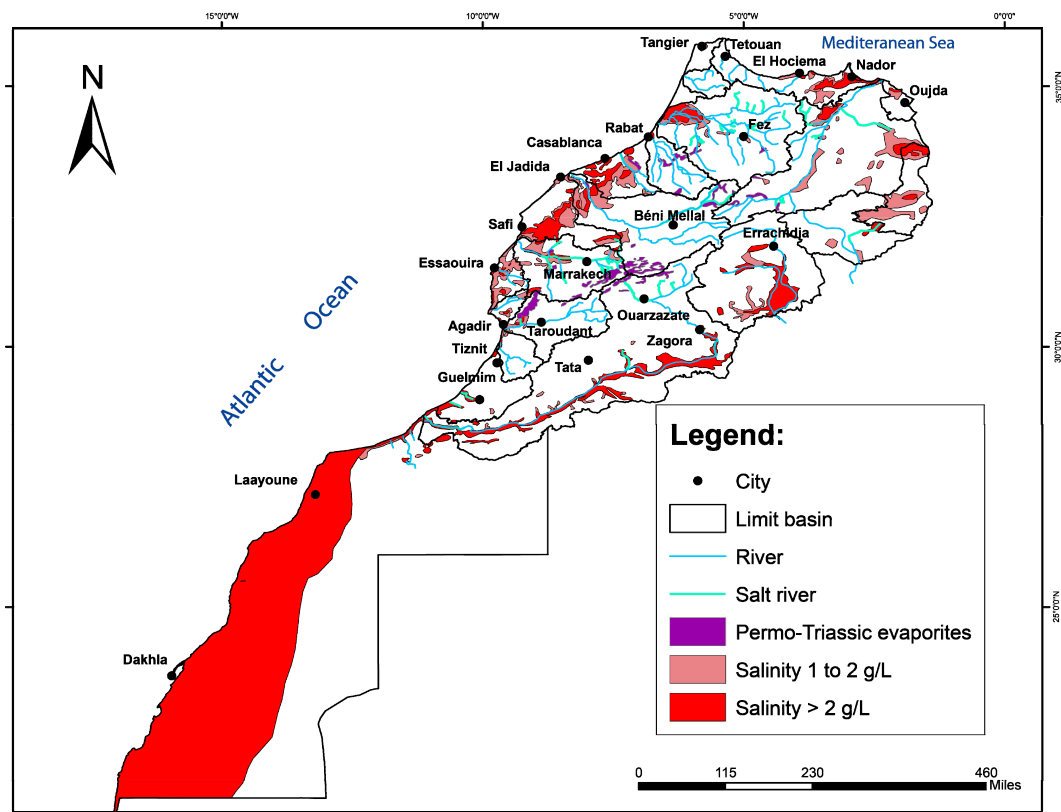 15°0'0"W
10°0'0"W
5°0'0"W
0°0'0"
N
Tangier
Tetouan
Mediteranean Sea
El Hociema
Nador
Oujda
35°0'0"N
Rabat
Fez
Casablanca
El Jadida
Safi
Béni Mellal
Errachidja
Essaouira
Marrakech
Ouarzazate
Agadir
Taroudant
Zagora
Tiznit
Tata
30°0'0"N
Guelmim
Atlantic Ocean
Laayoune
Dakhla
25°0'0"N
Legend:
City
Limit basin
River
Salt river
Permo-Triassic evaporites
Salinity 1 to 2 g/L
Salinity > 2 g/L
0 115 230 460
Miles